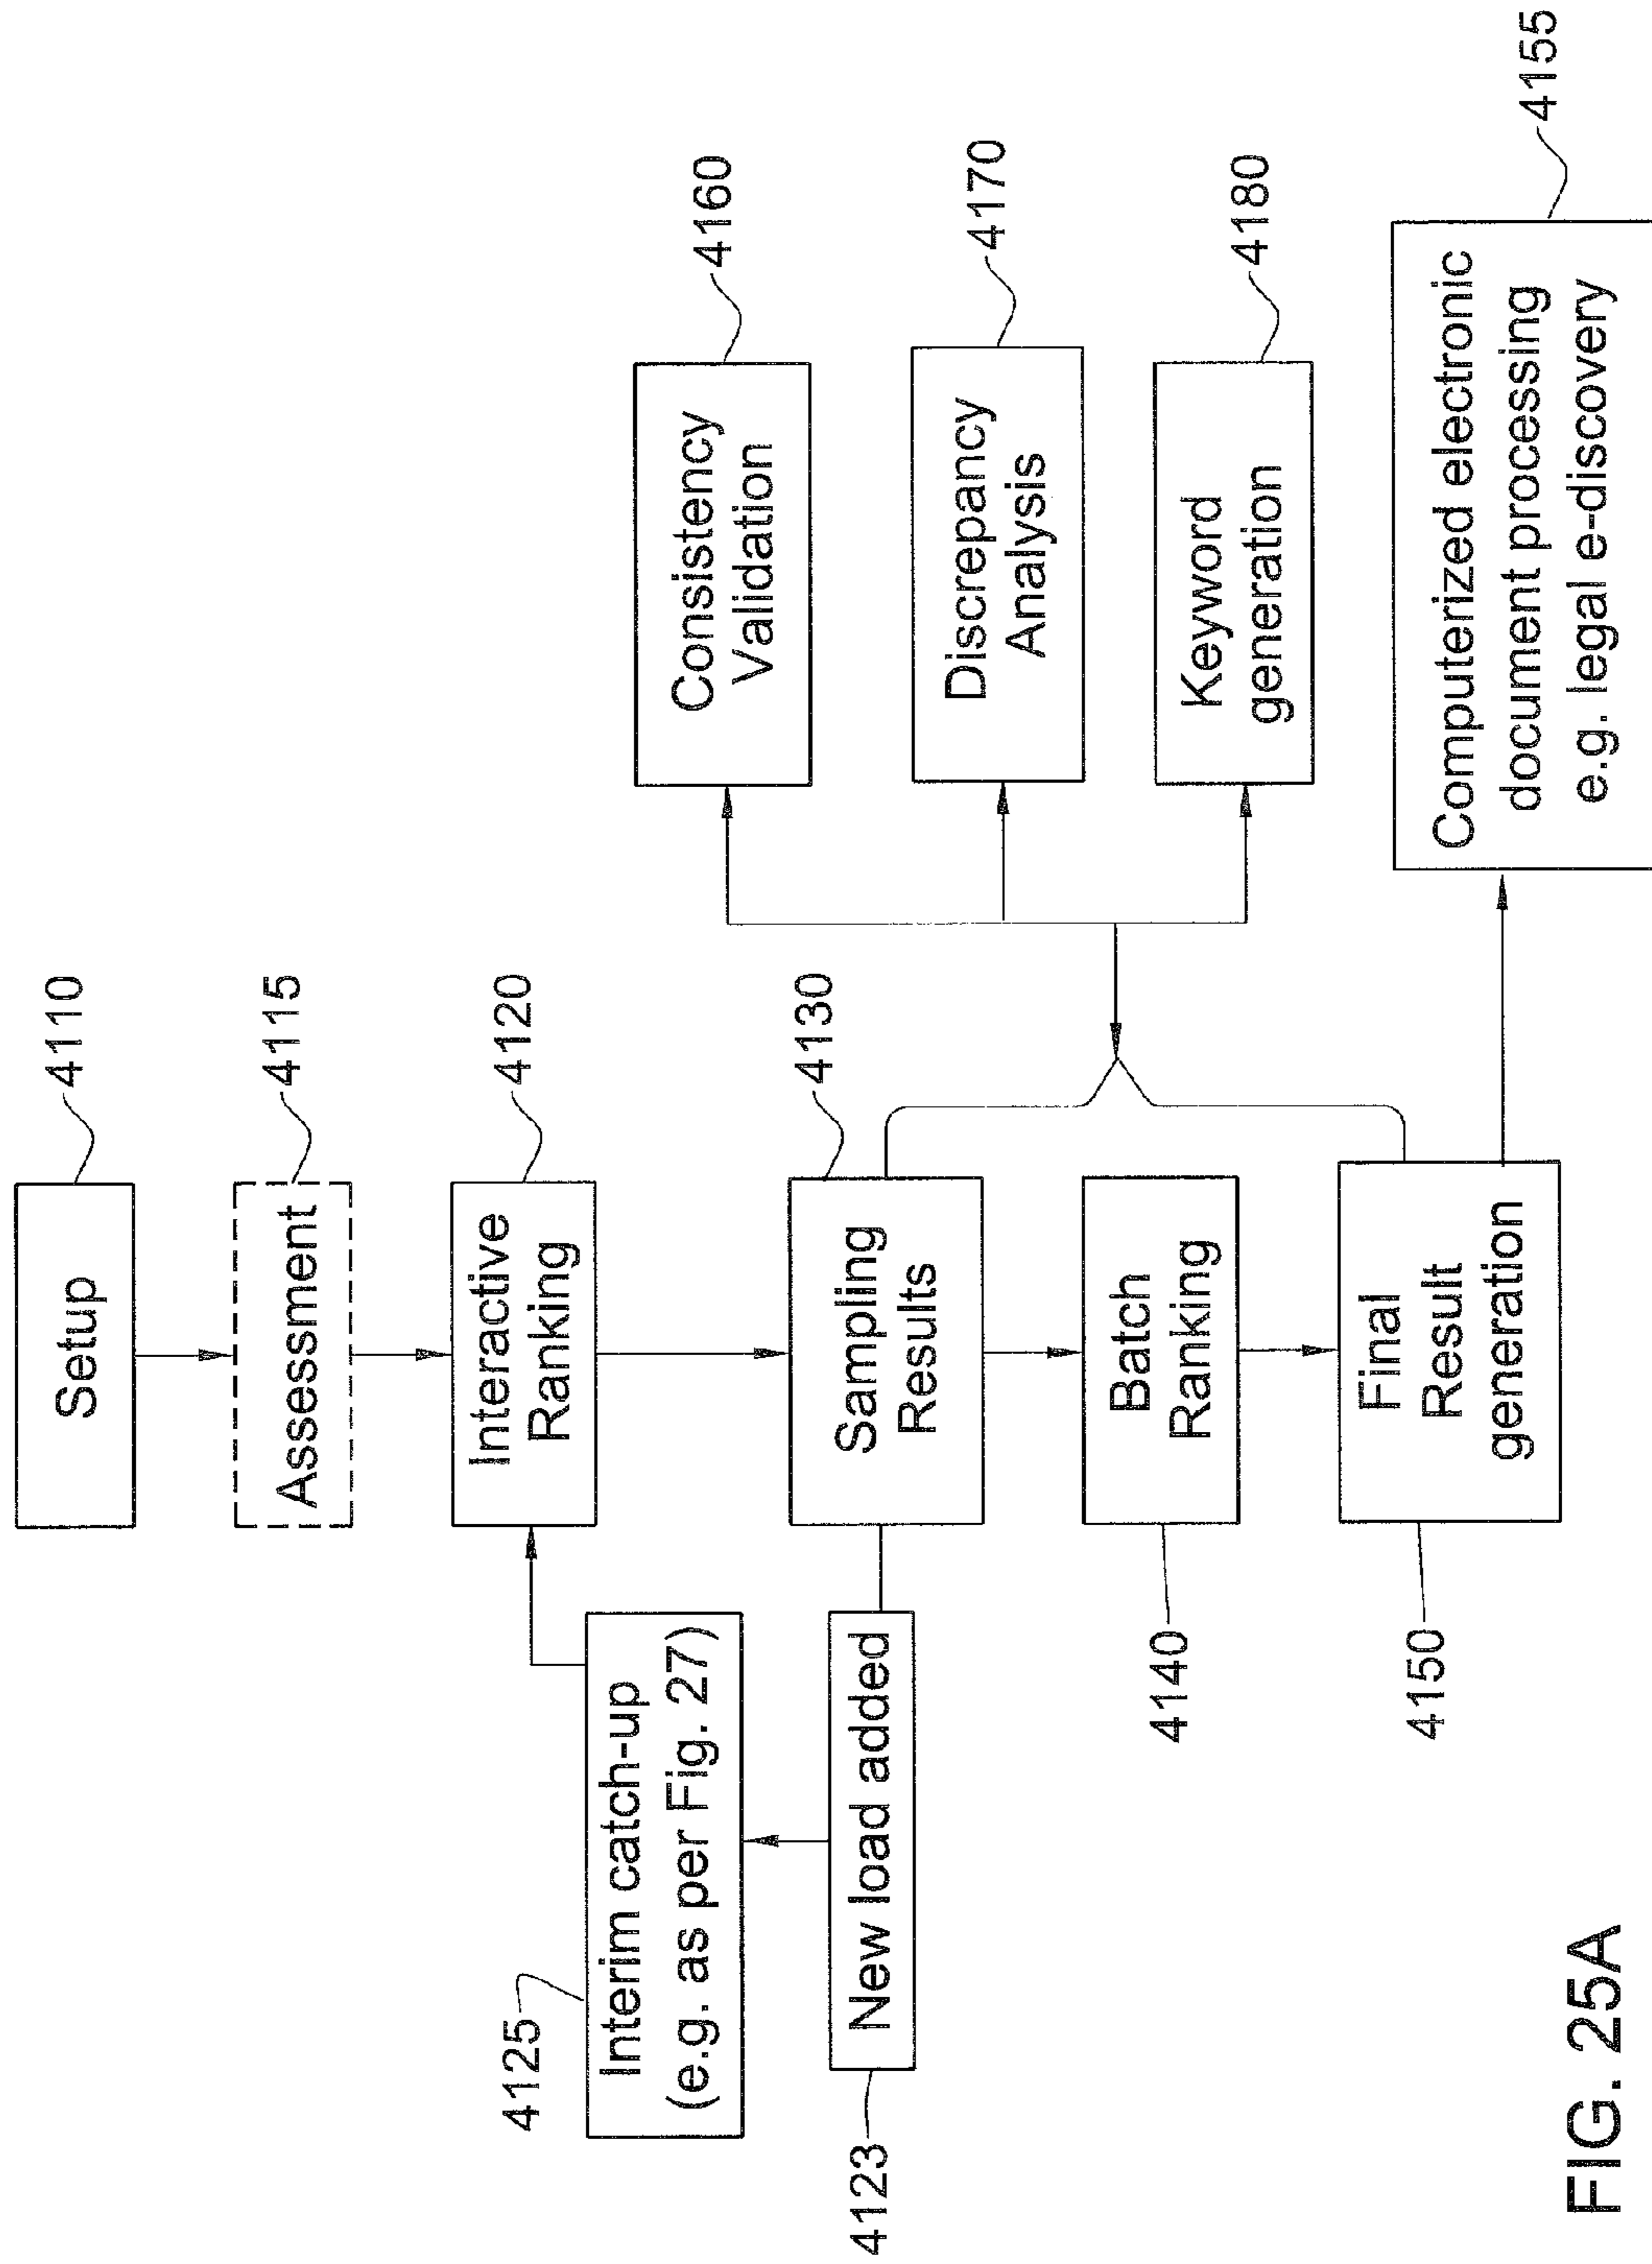 4110
Setup
4115
Assessment
4120
Interactive
Ranking
4125
Interim catch-up
(e.g. as per Fig. 27)
4123
New load added
4130
Sampling
Results
4140
Batch
Ranking
4150
Final
Result
generation
4160
Consistency
Validation
4170
Discrepancy
Analysis
4180
Keyword
generation
4155
Computerized electronic
document processing
e.g. legal e-discovery
FIG. 25A